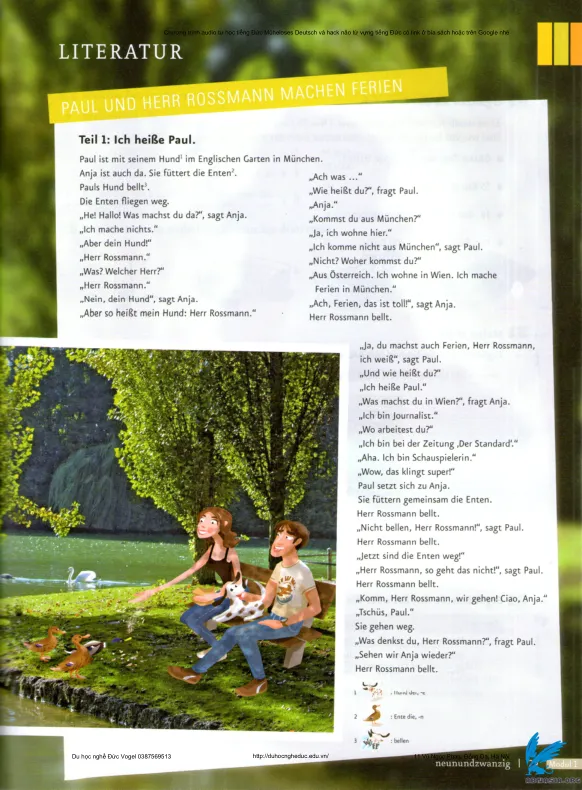 Chương trình audio tự học tiếng Đức Münvieses Deutsch và hack não từ vựng tiếng Đức có link ở bìa sách hoặc trên Google nhé
LITERATUR
PAUL UND HERR ROSSMANN MACHEN FERIEN
Teil 1: Ich heiße Paul.
Paul ist mit seinem Hund¹ im Englischen Garten in München.
Anja ist auch da. Sie füttert die Enten².
Pauls Hund bellt³.
Die Enten fliegen weg.
„He! Hallo! Was machst du da?", sagt Anja.
„Ich mache nichts."
„Aber dein Hund!"
„Herr Rossmann."
„Was? Welcher Herr?"
„Herr Rossmann."
„Nein, dein Hund", sagt Anja.
„Aber so heißt mein Hund: Herr Rossmann."
„Ach was ..."
„Wie heißt du?", fragt Paul.
„Anja."
„Kommst du aus München?"
„Ja, ich wohne hier."
„Ich komme nicht aus München", sagt Paul.
„Nicht? Woher kommst du?"
„Aus Österreich. Ich wohne in Wien. Ich mache
Ferien in München."
„Ach, Ferien, das ist toll!", sagt Anja.
Herr Rossmann bellt.
„Ja, du machst auch Ferien, Herr Rossmann,
ich weiß", sagt Paul.
„Und wie heißt du?"
„Ich heiße Paul."
„Was machst du in Wien?", fragt Anja.
„Ich bin Journalist."
„Wo arbeitest du?"
„Ich bin bei der Zeitung ‚Der Standard'."
„Aha. Ich bin Schauspielerin."
„Wow, das klingt super!"
Paul setzt sich zu Anja.
Sie füttern gemeinsam die Enten.
Herr Rossmann bellt.
„Nicht bellen, Herr Rossmann!", sagt Paul.
Herr Rossmann bellt.
„Jetzt sind die Enten weg!"
„Herr Rossmann, so geht das nicht!", sagt Paul.
Herr Rossmann bellt.
„Komm, Herr Rossmann, wir gehen! Ciao, Anja."
„Tschüs, Paul."
Sie gehen weg.
„Was denkst du, Herr Rossmann?", fragt Paul.
„Sehen wir Anja wieder?"
Herr Rossmann bellt.
1 : Hund der, -e
2 : Ente die, -n
3 : bellen
Du học nghề Đức Vogel 0387569513
http://duhocngheduc.edu.vn/
neunundzwanzig
Modul 1